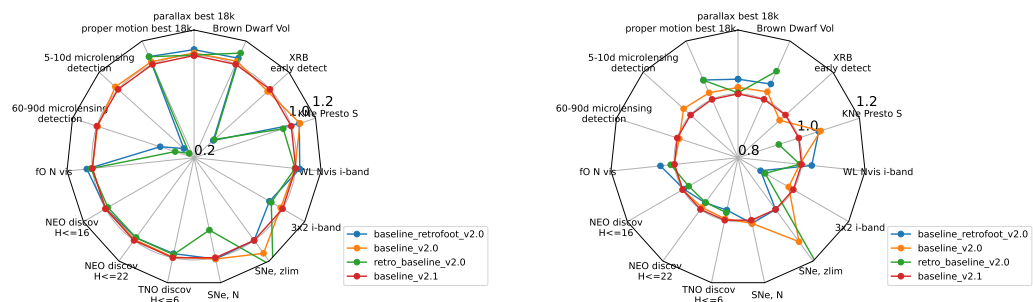 parallax best 18k
proper motion best 18k
Brown Dwarf Vol
5-10d microlensing
detection
XRB
early detect
60-90d microlensing
detection
KNe Presto S
1.0
1.2
0.2
fO N vis
WL Nvis i-band
NEO discov
H<=16
3x2 i-band
NEO discov
H<=22
SNe, zlim
TNO discov
H<=6
SNe, N
baseline_retrofoot_v2.0
baseline_v2.0
retro_baseline_v2.0
baseline_v2.1
parallax best 18k
proper motion best 18k
Brown Dwarf Vol
5-10d microlensing
detection
XRB
early detect
60-90d microlensing
detection
KNe Presto S
1.2
1.0
0.8
fO N vis
WL Nvis i-band
NEO discov
H<=16
3x2 i-band
NEO discov
H<=22
SNe, zlim
TNO discov
H<=6
SNe, N
baseline_retrofoot_v2.0
baseline_v2.0
retro_baseline_v2.0
baseline_v2.1